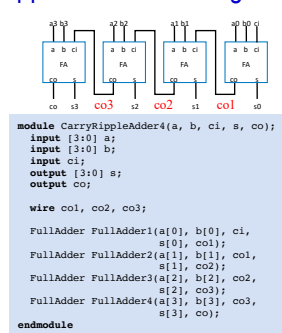 a3 b3 a2 b2 a1 b1 a0 b0 ci
a b ci a b ci a b ci a b ci
FA FA FA FA
co s co s co s co s
co s3 co3 s2 co2 s1 co1 s0
module CarryRippleAdder4(a, b, ci, s, co);
input [3:0] a;
input [3:0] b;
input ci;
output [3:0] s;
output co;
wire co1, co2, co3;
FullAdder FullAdder1(a[0], b[0], ci,
s[0], co1);
FullAdder FullAdder2(a[1], b[1], co1,
s[1], co2);
FullAdder FullAdder3(a[2], b[2], co2,
s[2], co3);
FullAdder FullAdder4(a[3], b[3], co3,
s[3], co);
endmodule